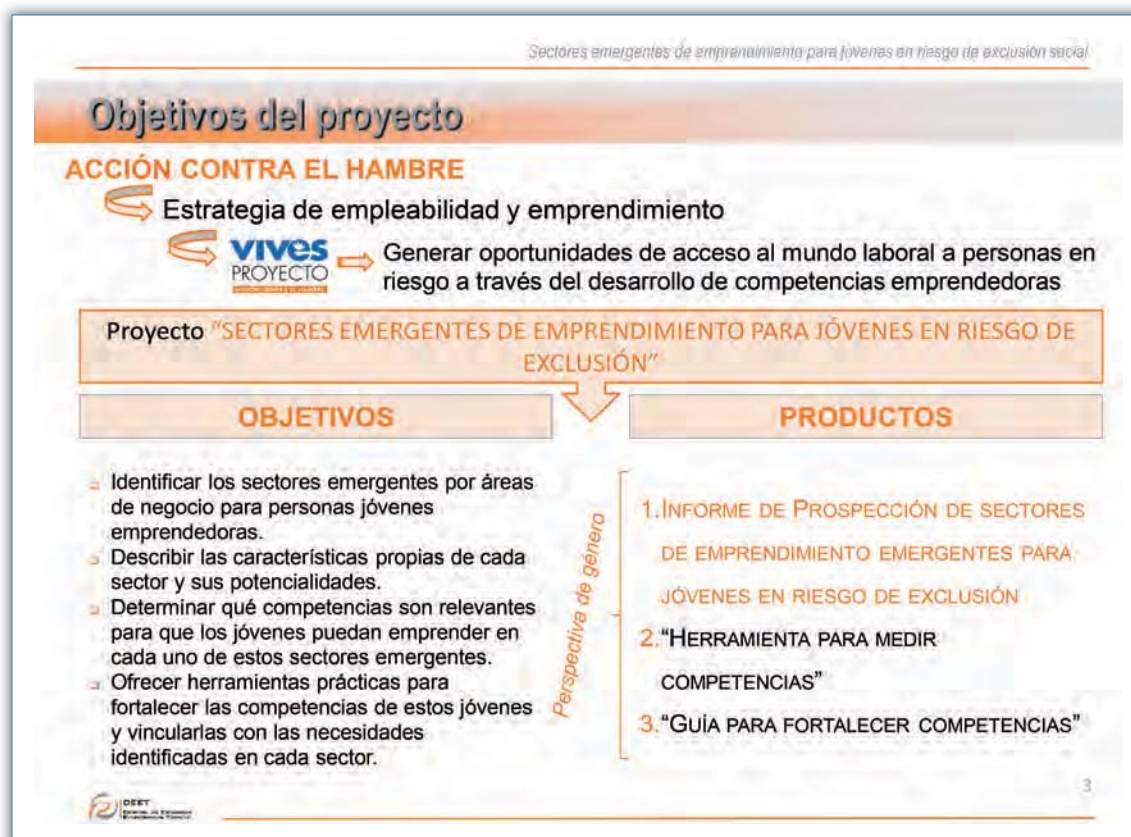 Sectores emergentes de emprendimiento para jóvenes en riesgo de exclusión social
Objetivos del proyecto
ACCIÓN CONTRA EL HAMBRE
Estrategia de empleabilidad y emprendimiento
vives
PROYECTO
Generar oportunidades de acceso al mundo laboral a personas en
riesgo a través del desarrollo de competencias emprendedoras
Proyecto "SECTORES EMERGENTES DE EMPRENDIMIENTO PARA JÓVENES EN RIESGO DE
EXCLUSIÓN"
OBJETIVOS
Identificar los sectores emergentes por áreas
de negocio para personas jóvenes
emprendedoras.
Describir las características propias de cada
sector y sus potencialidades.
Determinar qué competencias son relevantes
para que los jóvenes puedan emprender en
cada uno de estos sectores emergentes.
Ofrecer herramientas prácticas para
fortalecer las competencias de estos jóvenes
y vincularlas con las necesidades
identificadas en cada sector.
Perspectiva de género
PRODUCTOS
1.INFORME DE PROSPECCIÓN DE SECTORES
DE EMPRENDIMIENTO EMERGENTES PARA
JÓVENES EN RIESGO DE EXCLUSIÓN
2."HERRAMIENTA PARA MEDIR
COMPETENCIAS"
3."GUÍA PARA FORTALECER COMPETENCIAS"
3